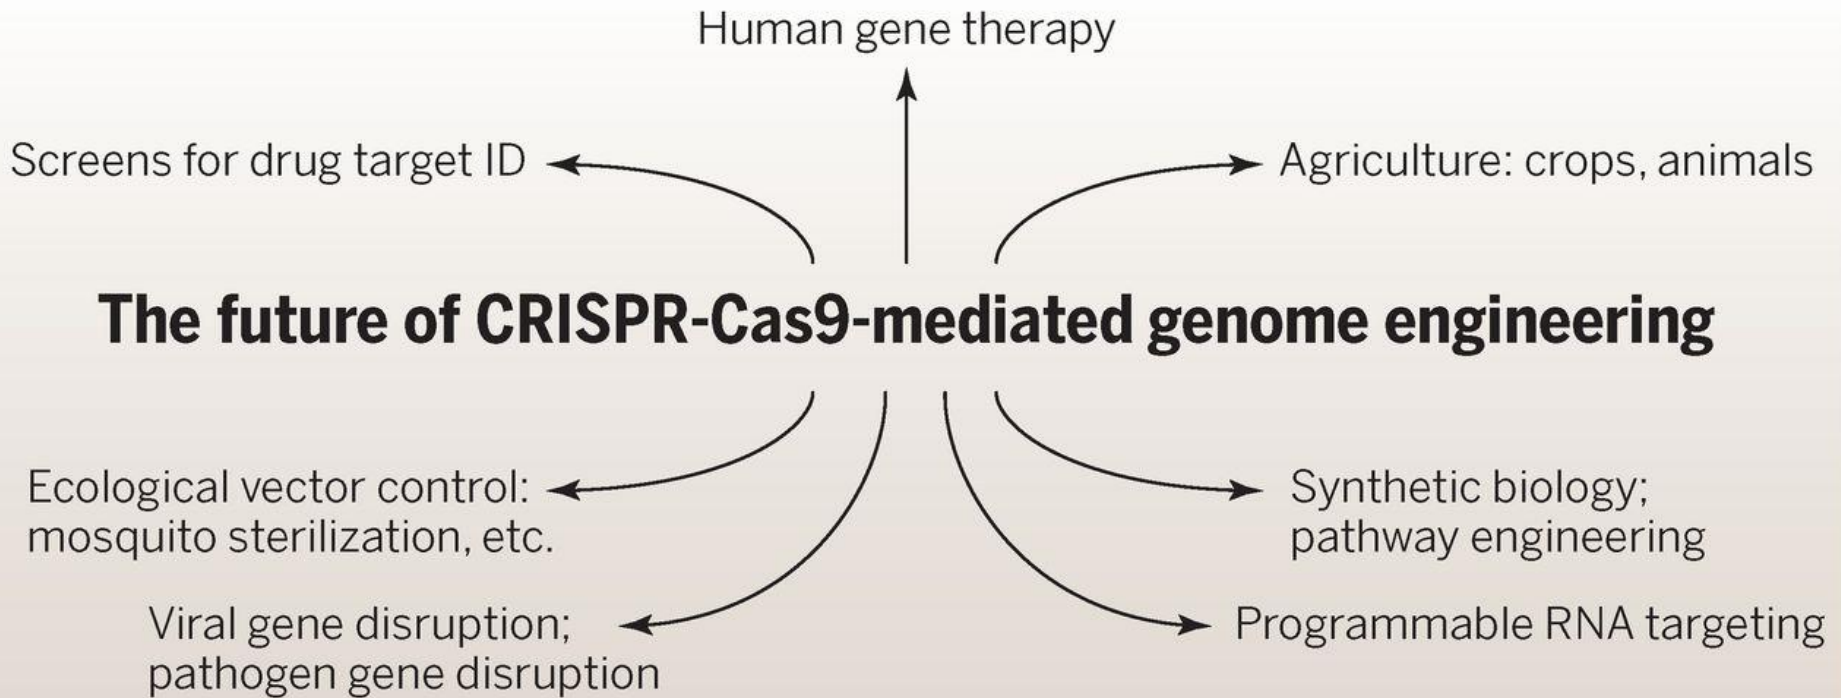 Human gene therapy
Screens for drug target ID
Agriculture: crops, animals
The future of CRISPR-Cas9-mediated genome engineering
Ecological vector control:
mosquito sterilization, etc.
Synthetic biology;
pathway engineering
Viral gene disruption;
pathogen gene disruption
Programmable RNA targeting